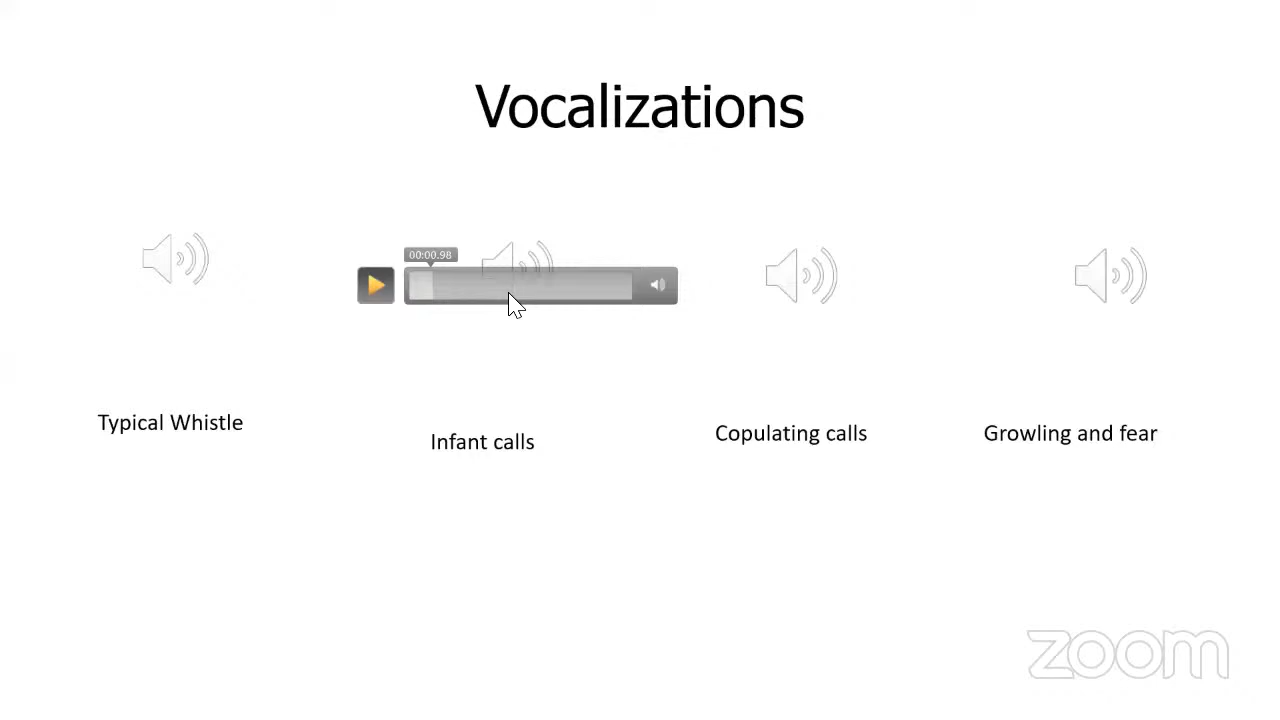 Vocalizations
00:00.98
Typical Whistle
Infant calls
Copulating calls
Growling and fear
zoom